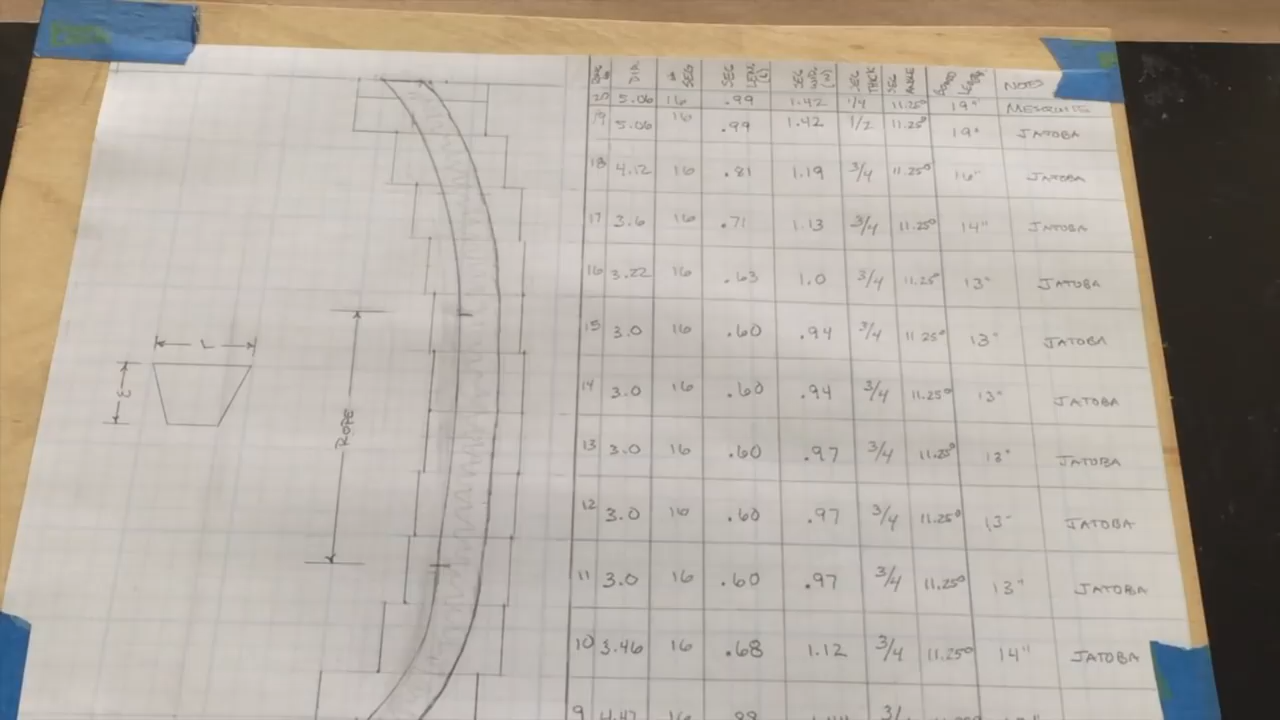 RING # DIA. # SEG SEG LEN. (L) SEG WID. (W) SEG THICK SEG ANGLE BOARD LENGTH NOTES
20 5.06 16 .99 1.42 1/4 11.25° 19" MESQUITE
19 5.06 16 .99 1.42 1/2 11.25° 19" JATOBA
18 4.12 16 .81 1.19 3/4 11.25° 16" JATOBA
17 3.6 16 .71 1.13 3/4 11.25° 14" JATOBA
16 3.22 16 .63 1.0 3/4 11.25° 13" JATOBA
15 3.0 16 .60 .94 3/4 11.25° 13" JATOBA
L
W
ROPE
14 3.0 16 .60 .94 3/4 11.25° 13" JATOBA
13 3.0 16 .60 .97 3/4 11.25° 13" JATOBA
12 3.0 16 .60 .97 3/4 11.25° 13" JATOBA
11 3.0 16 .60 .97 3/4 11.25° 13" JATOBA
10 3.46 16 .68 1.12 3/4 11.25° 14" JATOBA
9 4.47 16